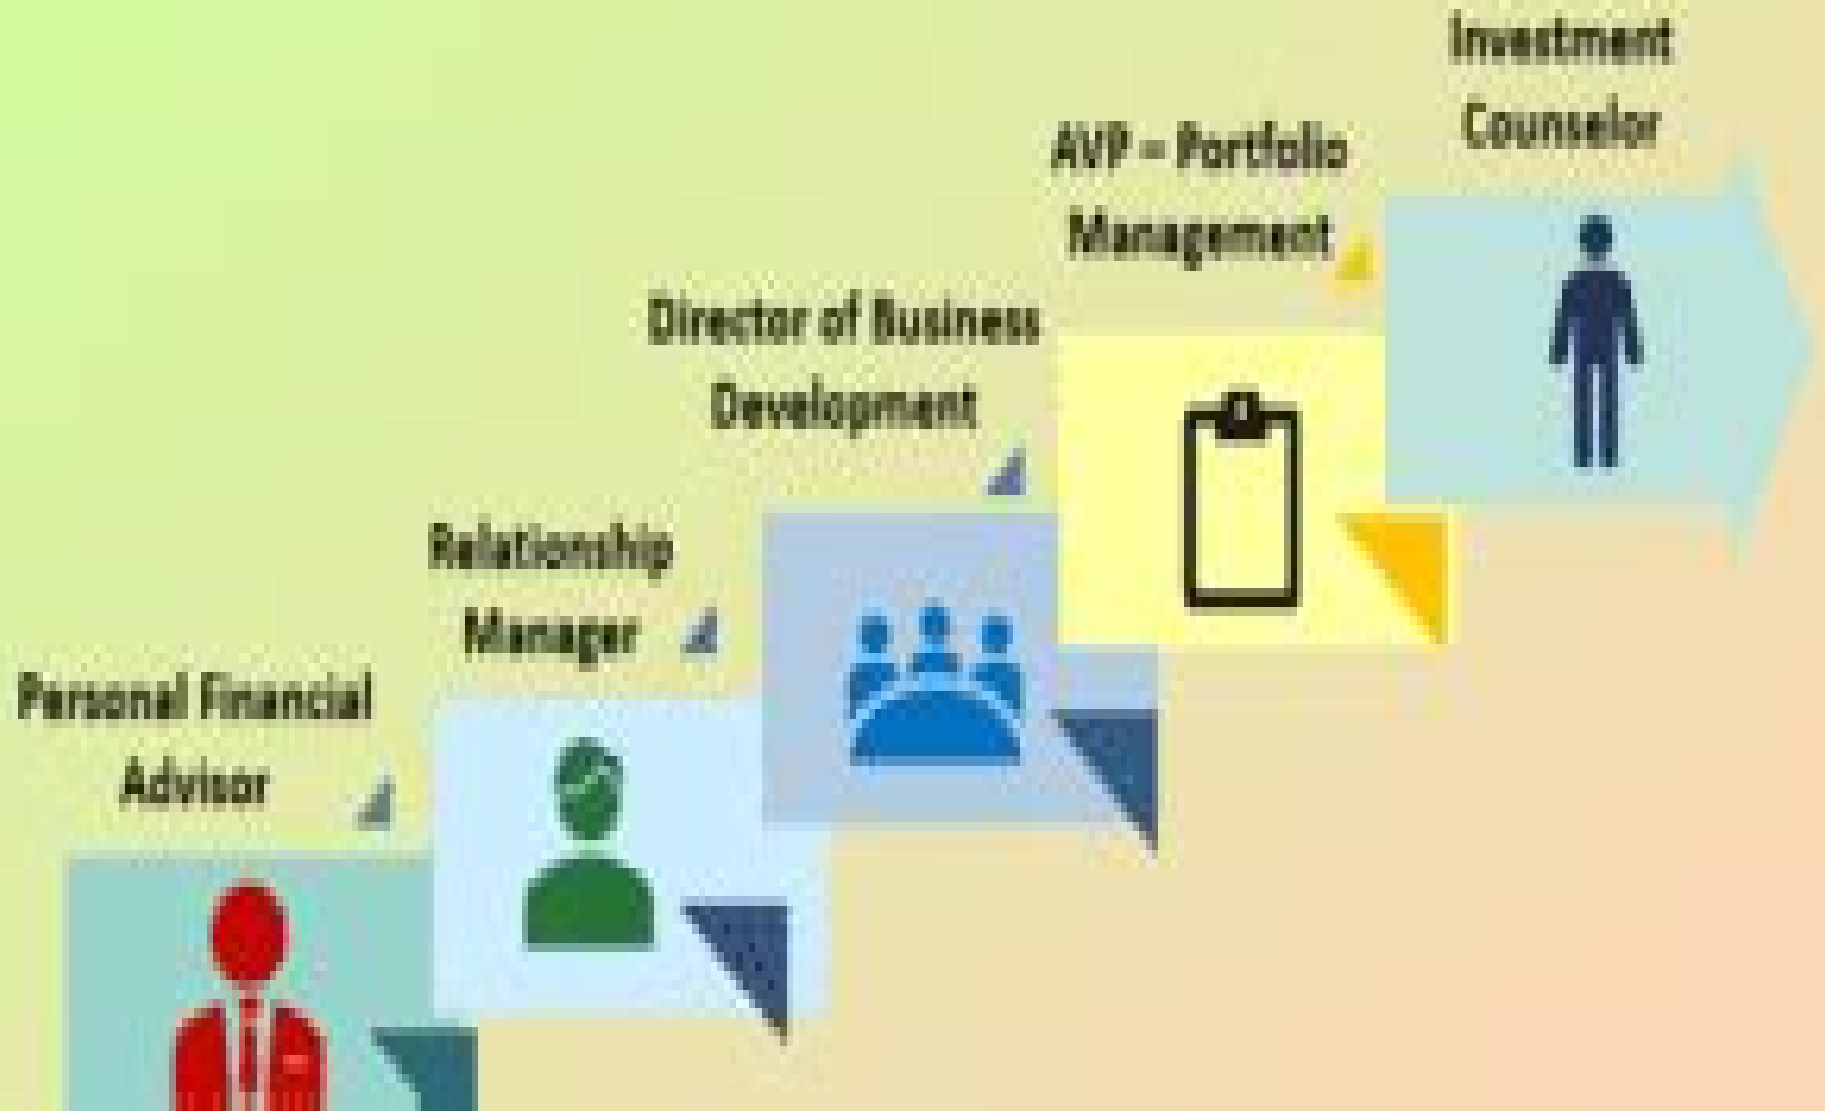 Investment
Counselor
AVP – Portfolio
Management
Director of Business
Development
Relationship
Manager
Personal Financial
Advisor